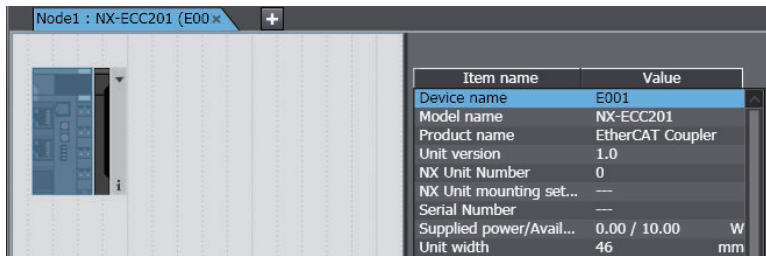 Node1 : NX-ECC201 (E00 ×
+
Item name Value
Device name E001
Model name NX-ECC201
Product name EtherCAT Coupler
Unit version 1.0
NX Unit Number 0
NX Unit mounting set... ---
Serial Number ---
Supplied power/Avail... 0.00 / 10.00 W
Unit width 46 mm
i